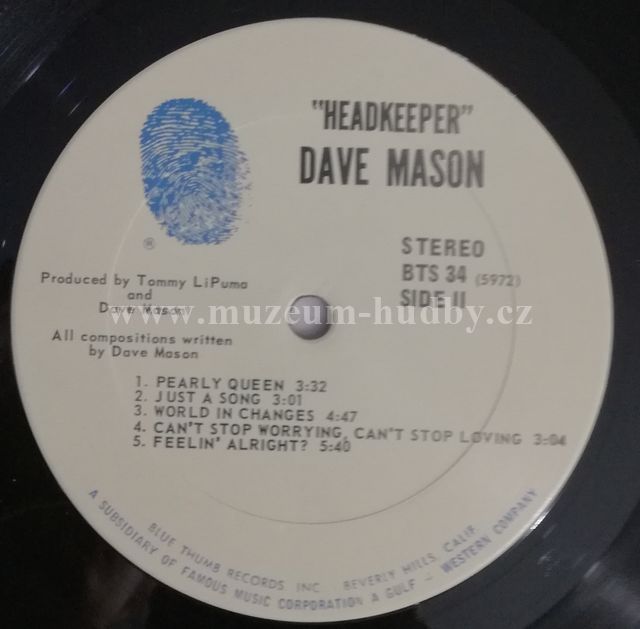 "HEADKEEPER"
DAVE MASON
®
STEREO
BTS 34 (5972)
SIDE II
Produced by Tommy LiPuma
and
Dave Mason
www.muzeum-hudby.cz
All compositions written
by Dave Mason
1. PEARLY QUEEN 3:32
2. JUST A SONG 3:01
3. WORLD IN CHANGES 4:47
4. CAN'T STOP WORRYING, CAN'T STOP LOVING 3:04
5. FEELIN' ALRIGHT? 5:40
BLUE THUMB RECORDS, INC. BEVERLY HILLS, CALIF.
A SUBSIDIARY OF FAMOUS MUSIC CORPORATION A GULF - WESTERN COMPANY